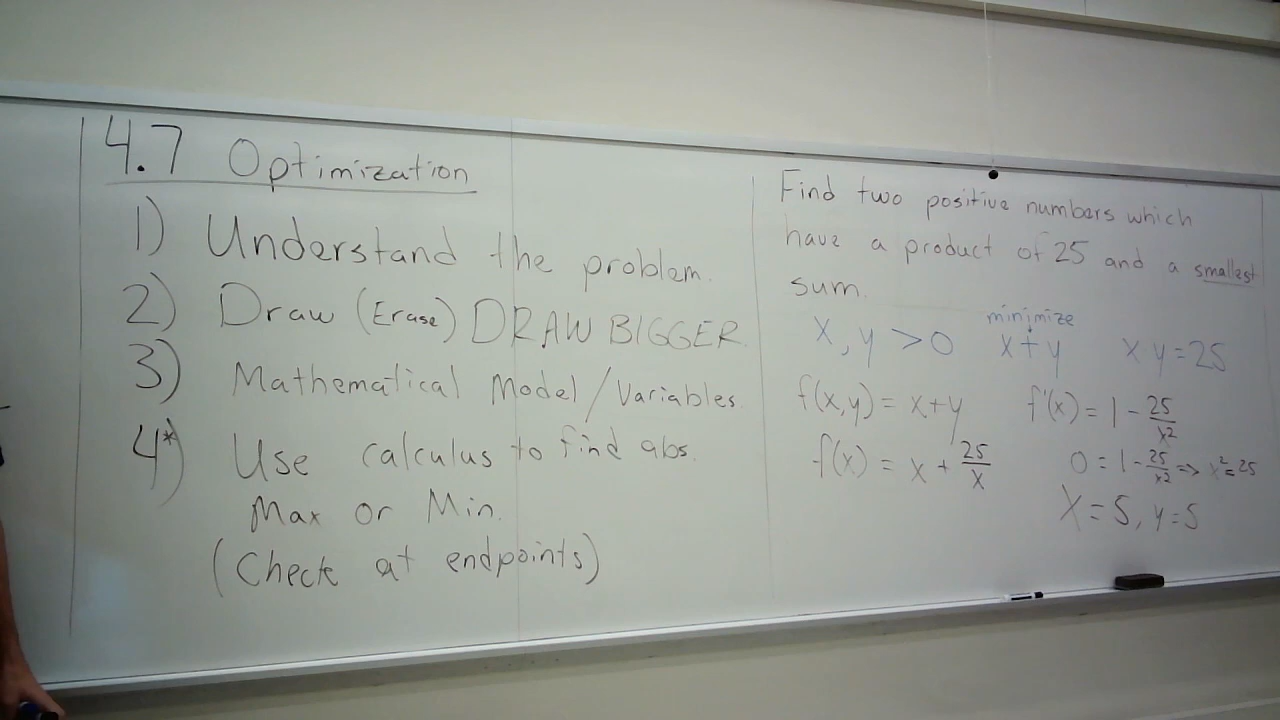 4.7 Optimization
1) Understand the problem.
2) Draw (Erase) DRAW BIGGER.
3) Mathematical Model/Variables.
4*) Use calculus to find abs.
Max or Min.
(Check at endpoints)
Find two positive numbers which
have a product of 25 and a smallest
sum.
minimize
x, y > 0 x + y xy = 25
f(x,y) = x+y f'(x) = 1 - 25/x²
f(x) = x + 25/x 0 = 1 - 25/x² => x² = 25
X = 5, y = 5